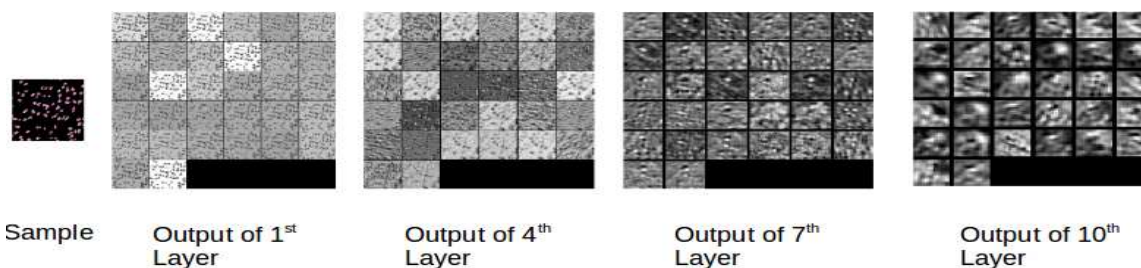 Sample
Output of 1st
Layer
Output of 4th
Layer
Output of 7th
Layer
Output of 10th
Layer